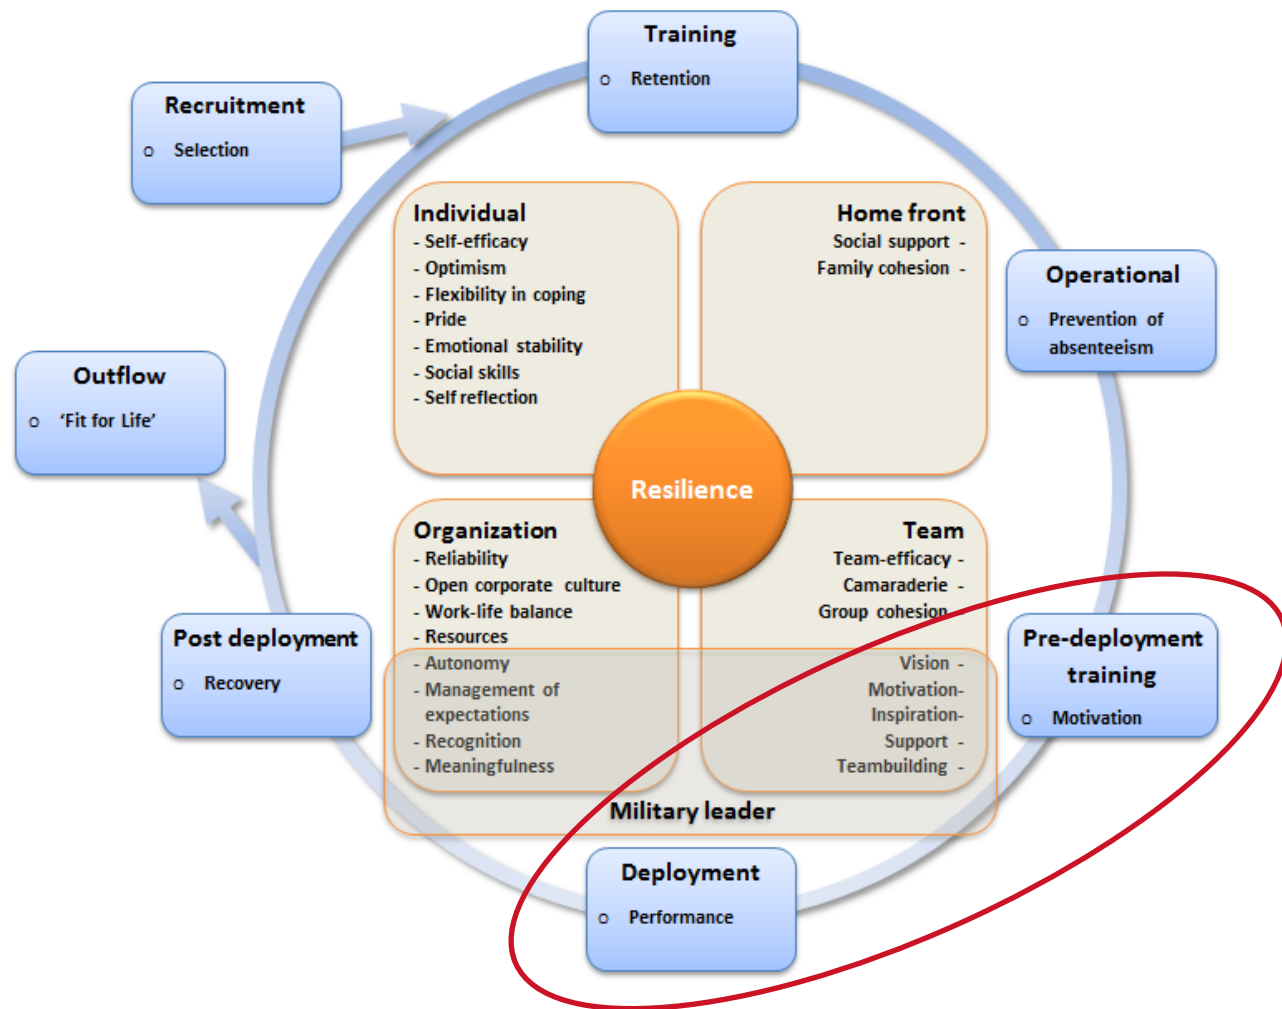 Training
o Retention
Recruitment
o Selection
Individual
- Self-efficacy
- Optimism
- Flexibility in coping
- Pride
- Emotional stability
- Social skills
- Self reflection
Home front
Social support -
Family cohesion -
Operational
o Prevention of
absenteeism
Outflow
o ‘Fit for Life’
Resilience
Organization
- Reliability
- Open corporate culture
- Work-life balance
- Resources
- Autonomy
- Management of
expectations
- Recognition
- Meaningfulness
Team
Team-efficacy -
Camaraderie -
Group cohesion -
Vision -
Motivation-
Inspiration-
Support -
Teambuilding -
Military leader
Post deployment
o Recovery
Pre-deployment
training
o Motivation
Deployment
o Performance